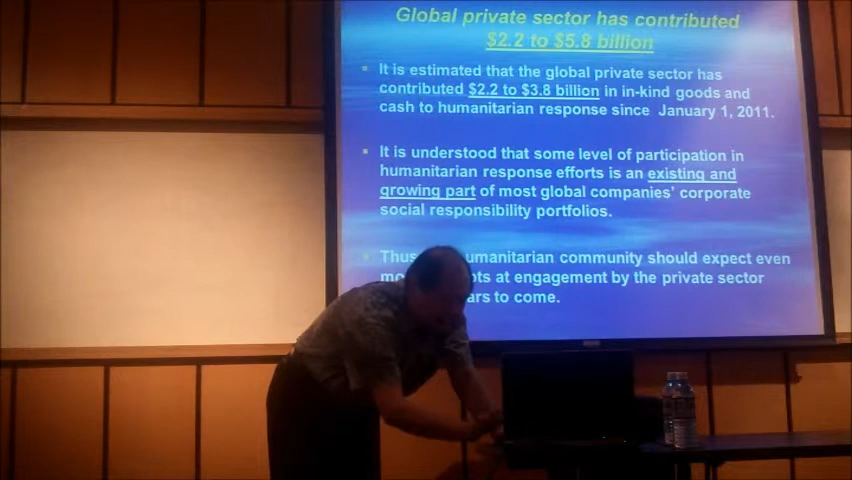 Global private sector has contributed
$2.2 to $5.8 billion
It is estimated that the global private sector has
contributed $2.2 to $3.8 billion in in-kind goods and
cash to humanitarian response since January 1, 2011.
It is understood that some level of participation in
humanitarian response efforts is an existing and
growing part of most global companies' corporate
social responsibility portfolios.
Thus umanitarian community should expect even
mo pts at engagement by the private sector
ars to come.